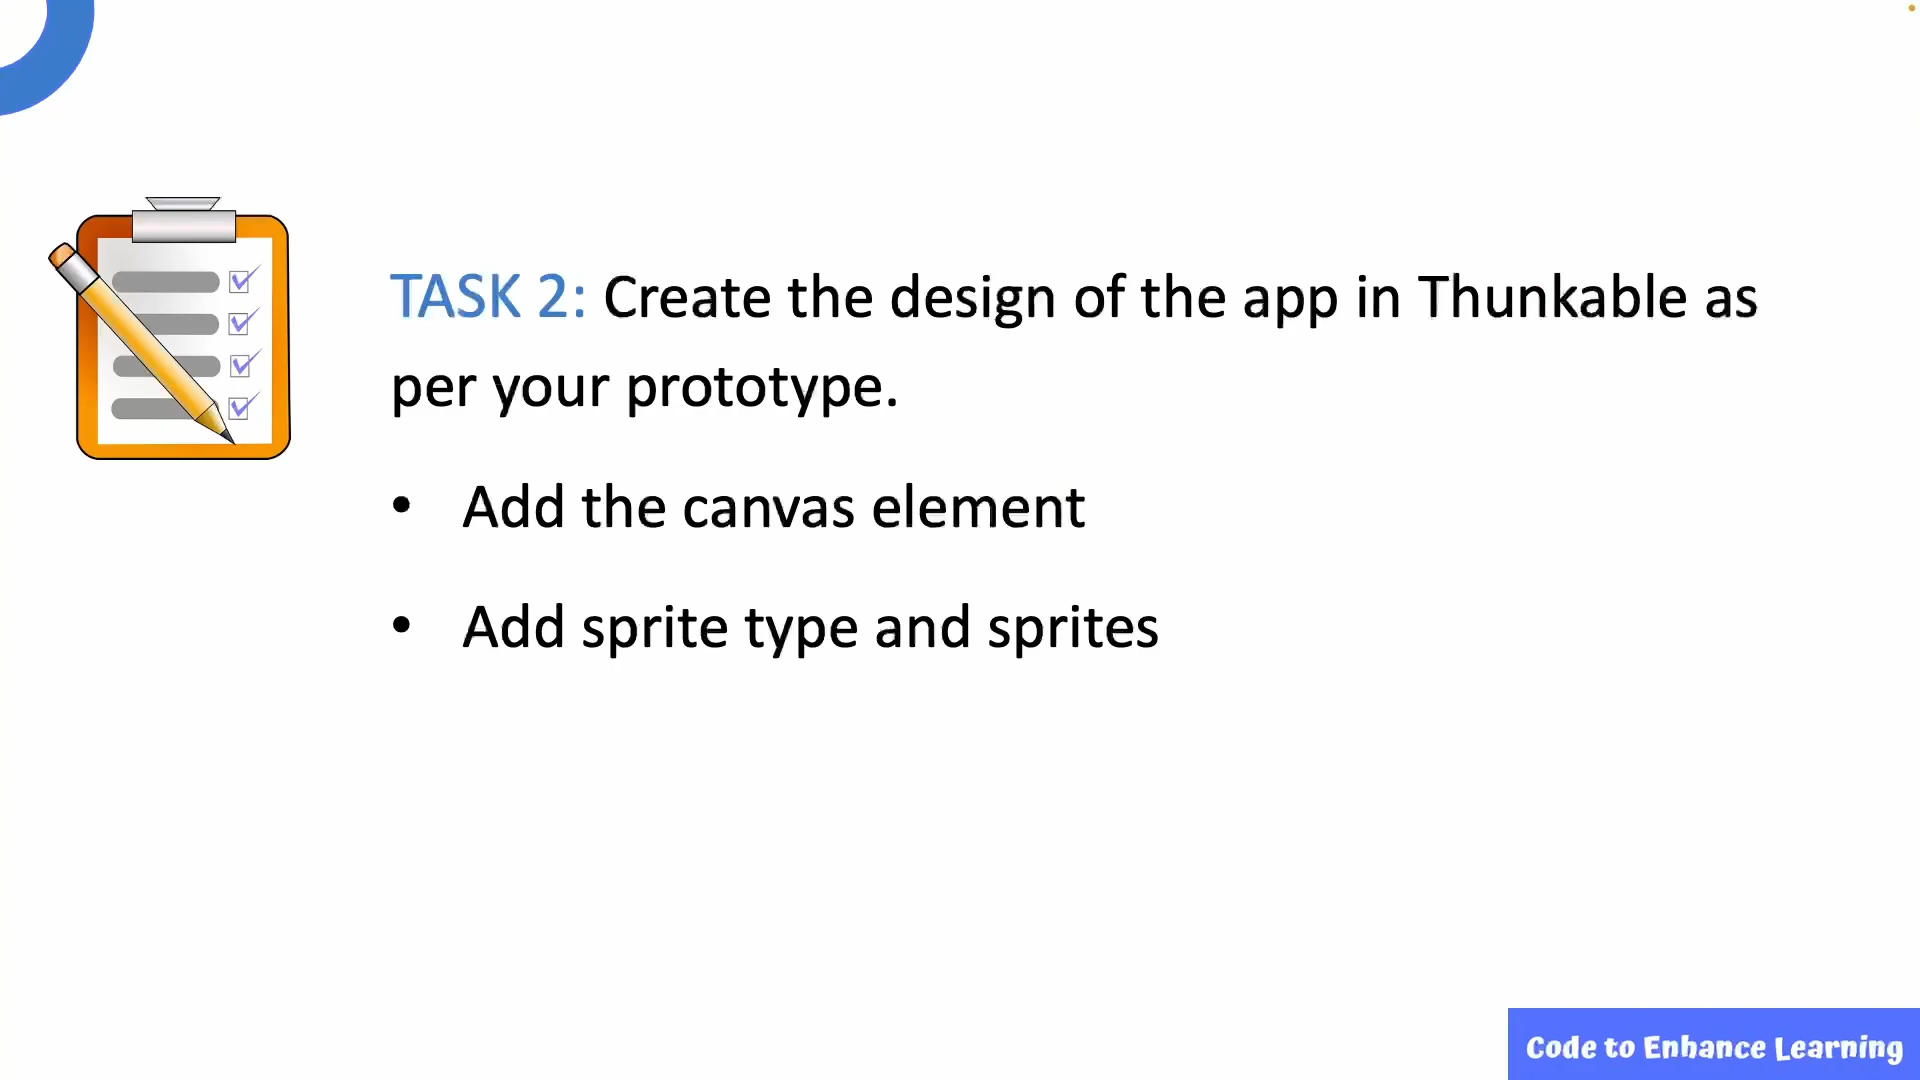 TASK 2: Create the design of the app in Thunkable as
per your prototype.
• Add the canvas element
• Add sprite type and sprites
Code to Enhance Learning